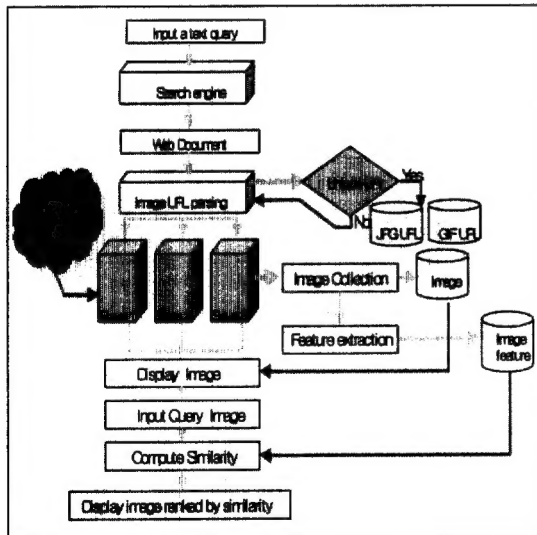 Input a text query
Search engine
Web Document
Image URL parsing
Yes
No
JPG URL
GIF URL
Image Collection
Image
Feature extraction
Image
feature
Display Image
Input Query Image
Compute Similarity
Display image ranked by similarity